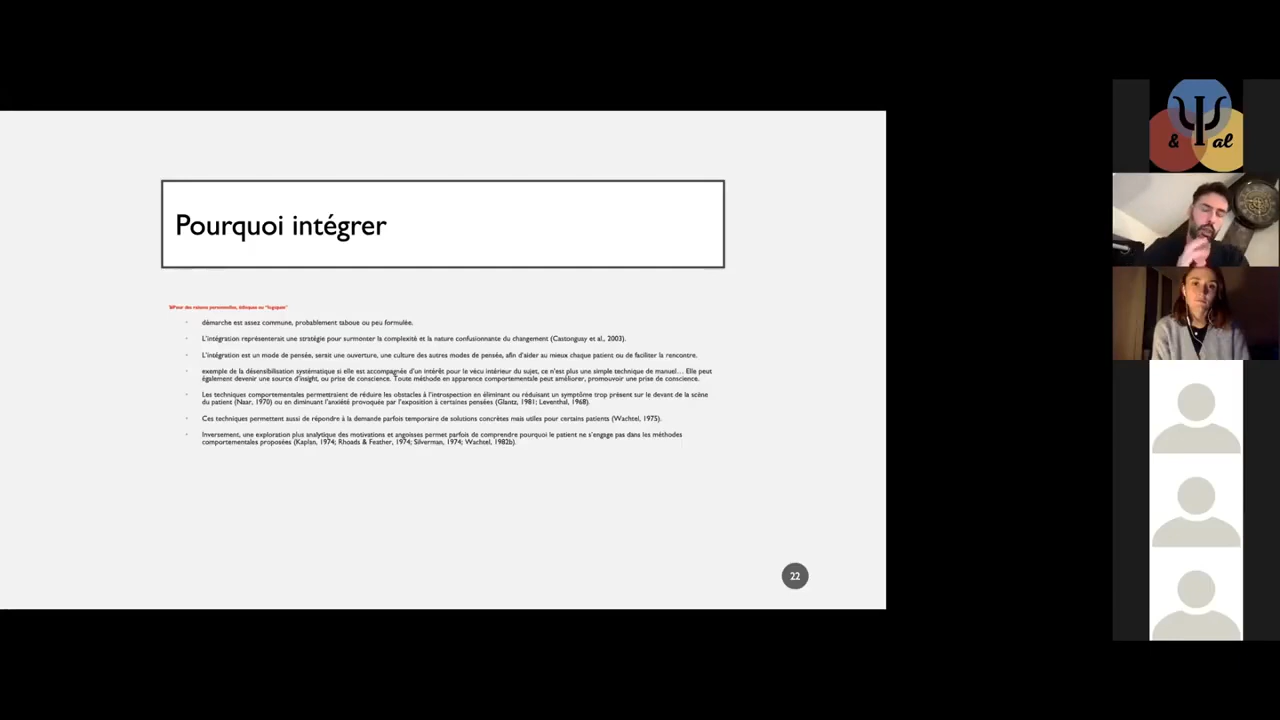 Pourquoi intégrer
Pour des raisons personnelles, éthiques ou "logiques"
démarche est assez commune, probablement taboue ou peu formulée.
L'intégration représenterait une stratégie pour surmonter la complexité et la nature confusionnante du changement (Castonguay et al., 2003).
L'intégration est un mode de pensée, serait une ouverture, une culture des autres modes de pensée, afin d'aider au mieux chaque patient ou de faciliter la rencontre.
exemple de la désensibilisation systématique si elle est accompagnée d'un intérêt pour le vécu intérieur du sujet, ce n'est plus une simple technique de manuel… Elle peut
également devenir une source d'insight, ou prise de conscience. Toute méthode en apparence comportementale peut améliorer, promouvoir une prise de conscience.
Les techniques comportementales permettraient de réduire les obstacles à l'introspection en éliminant ou réduisant un symptôme trop présent sur le devant de la scène
du patient (Naar, 1970) ou en diminuant l'anxiété provoquée par l'exposition à certaines pensées (Glantz, 1981; Leventhal, 1968).
Ces techniques permettent aussi de répondre à la demande parfois temporaire de solutions concrètes mais utiles pour certains patients (Wachtel, 1975).
Inversement, une exploration plus analytique des motivations et angoisses permet parfois de comprendre pourquoi le patient ne s'engage pas dans les méthodes
comportementales proposées (Kaplan, 1974; Rhoads & Feather, 1974; Silverman, 1974; Wachtel, 1982b).
22
Ψ
& al